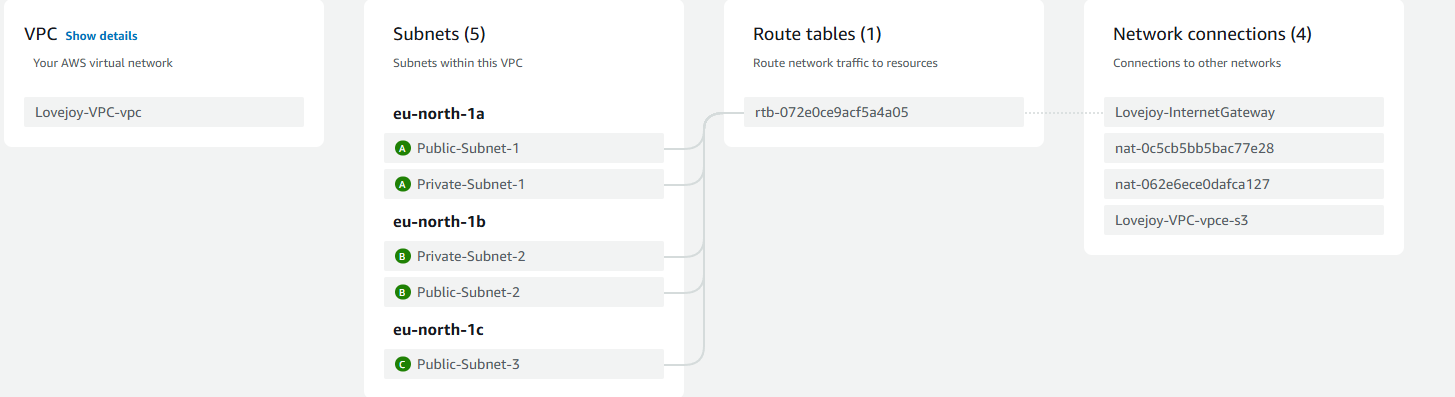 VPC Show details
Your AWS virtual network
Lovejoy-VPC-vpc
Subnets (5)
Subnets within this VPC
eu-north-1a
A Public-Subnet-1
A Private-Subnet-1
eu-north-1b
B Private-Subnet-2
B Public-Subnet-2
eu-north-1c
C Public-Subnet-3
Route tables (1)
Route network traffic to resources
rtb-072e0ce9acf5a4a05
Network connections (4)
Connections to other networks
Lovejoy-InternetGateway
nat-0c5cb5bb5bac77e28
nat-062e6ece0dafca127
Lovejoy-VPC-vpce-s3